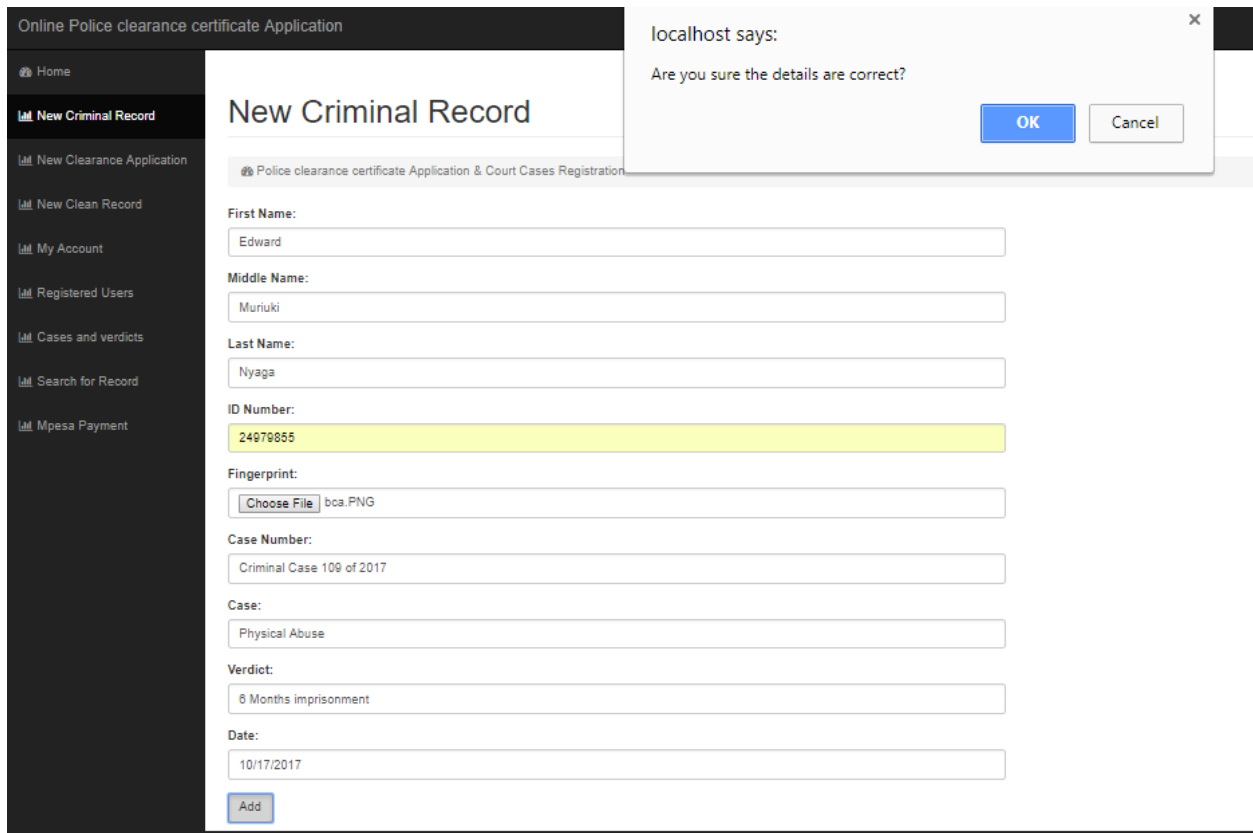 Online Police clearance certificate Application
Home
New Criminal Record
New Clearance Application
New Clean Record
My Account
Registered Users
Cases and verdicts
Search for Record
Mpesa Payment
localhost says:
Are you sure the details are correct?
OK
Cancel
New Criminal Record
Police clearance certificate Application & Court Cases Registration
First Name:
Edward
Middle Name:
Muriuki
Last Name:
Nyaga
ID Number:
24979855
Fingerprint:
Choose File bca.PNG
Case Number:
Criminal Case 109 of 2017
Case:
Physical Abuse
Verdict:
6 Months imprisonment
Date:
10/17/2017
Add